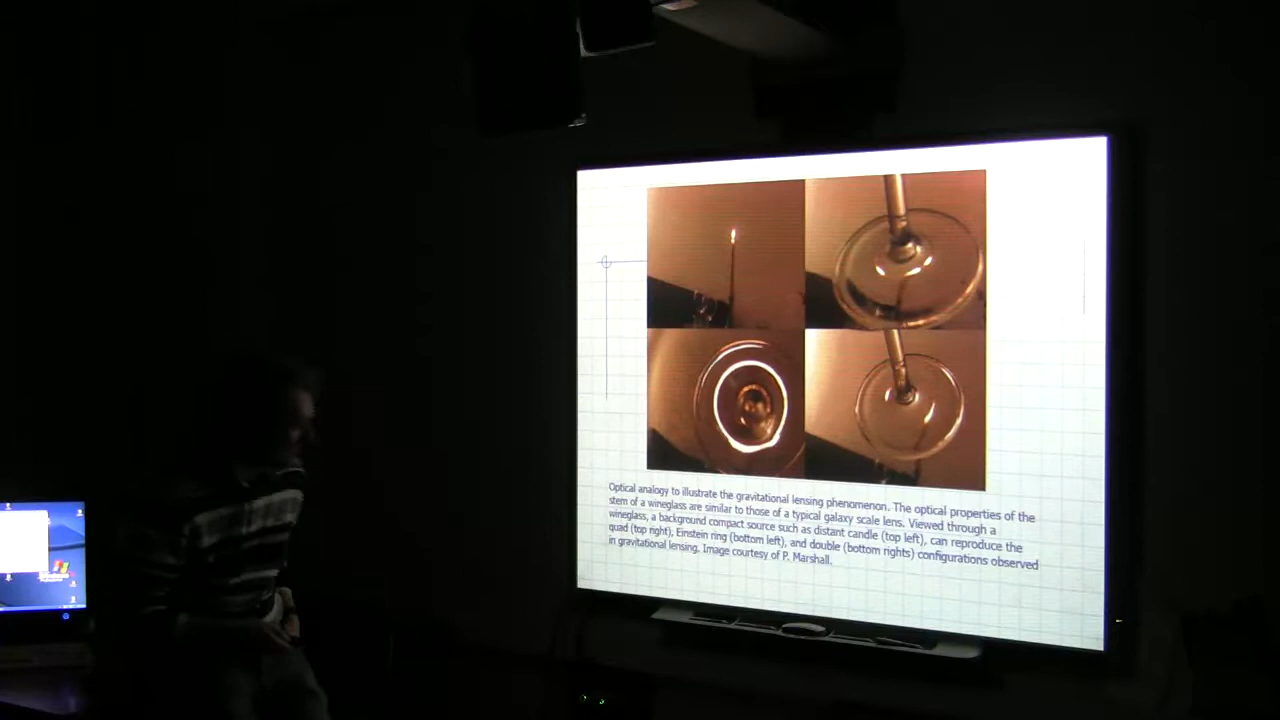 Optical analogy to illustrate the gravitational lensing phenomenon. The optical properties of the
stem of a wineglass are similar to those of a typical galaxy scale lens. Viewed through a
wineglass, a background compact source such as distant candle (top left), can reproduce the
quad (top right), Einstein ring (bottom left), and double (bottom rights) configurations observed
in gravitational lensing. Image courtesy of P. Marshall.